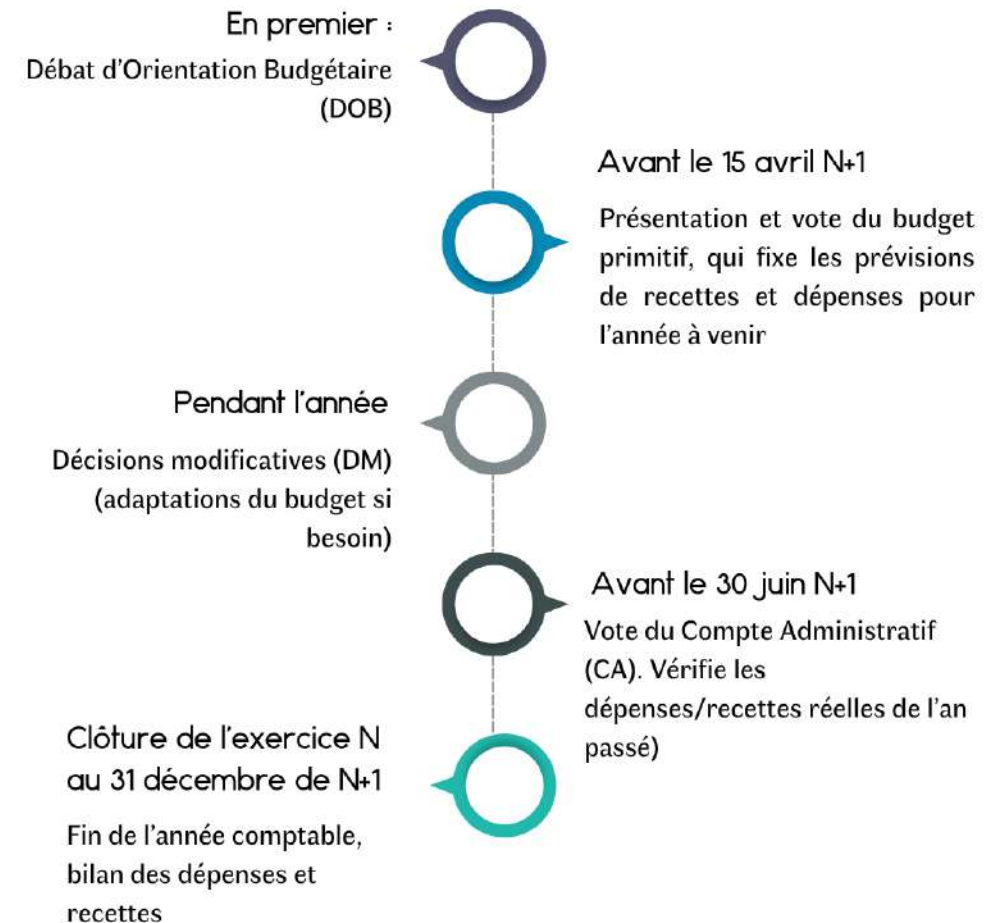 En premier :
Débat d'Orientation Budgétaire
(DOB)
Avant le 15 avril N+1
Présentation et vote du budget
primitif, qui fixe les prévisions
de recettes et dépenses pour
l'année à venir
Pendant l'année
Décisions modificatives (DM)
(adaptations du budget si
besoin)
Avant le 30 juin N+1
Vote du Compte Administratif
(CA). Vérifie les
dépenses/recettes réelles de l'an
passé)
Clôture de l'exercice N
au 31 décembre de N+1
Fin de l'année comptable,
bilan des dépenses et
recettes